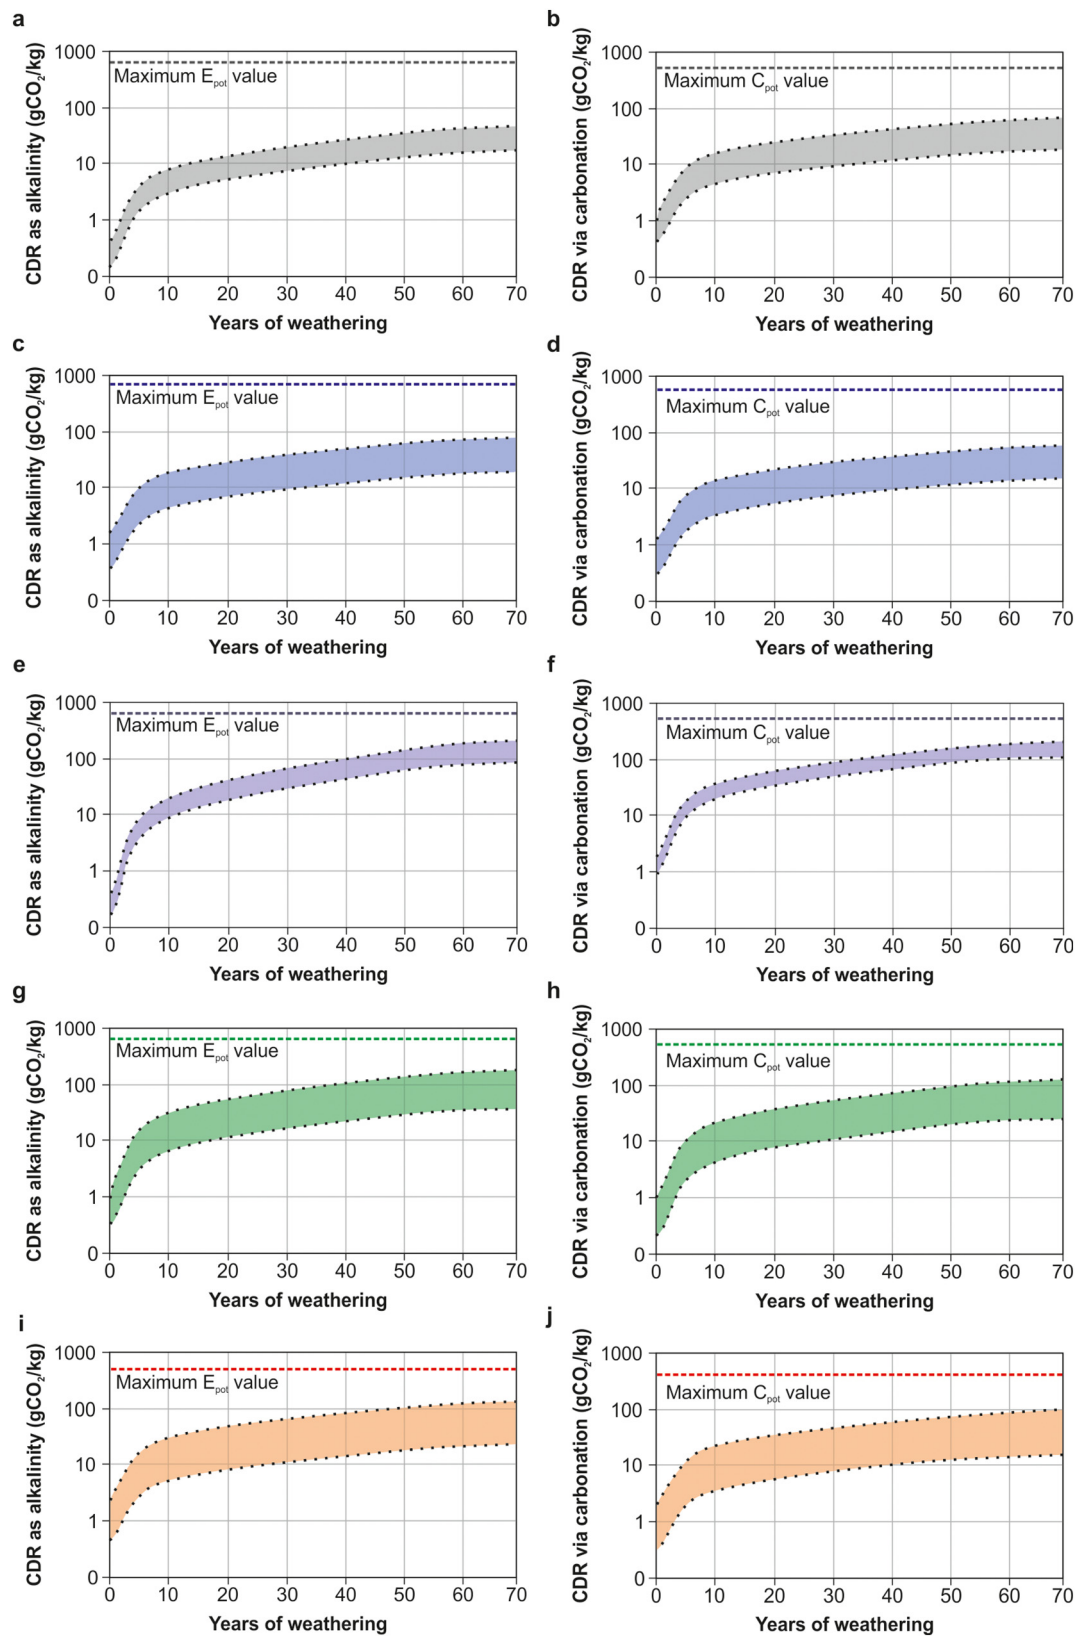 a
CDR as alkalinity (gCO₂/kg)
1000
100
10
1
0
Maximum Epot value
0 10 20 30 40 50 60 70
Years of weathering
b
CDR via carbonation (gCO₂/kg)
1000
100
10
1
0
Maximum Cpot value
0 10 20 30 40 50 60 70
Years of weathering
c
CDR as alkalinity (gCO₂/kg)
1000
100
10
1
0
Maximum Epot value
0 10 20 30 40 50 60 70
Years of weathering
d
CDR via carbonation (gCO₂/kg)
1000
100
10
1
0
Maximum Cpot value
0 10 20 30 40 50 60 70
Years of weathering
e
CDR as alkalinity (gCO₂/kg)
1000
100
10
1
0
Maximum Epot value
0 10 20 30 40 50 60 70
Years of weathering
f
CDR via carbonation (gCO₂/kg)
1000
100
10
1
0
Maximum Cpot value
0 10 20 30 40 50 60 70
Years of weathering
g
CDR as alkalinity (gCO₂/kg)
1000
100
10
1
0
Maximum Epot value
0 10 20 30 40 50 60 70
Years of weathering
h
CDR via carbonation (gCO₂/kg)
1000
100
10
1
0
Maximum Cpot value
0 10 20 30 40 50 60 70
Years of weathering
i
CDR as alkalinity (gCO₂/kg)
1000
100
10
1
0
Maximum Epot value
0 10 20 30 40 50 60 70
Years of weathering
j
CDR via carbonation (gCO₂/kg)
1000
100
10
1
0
Maximum Cpot value
0 10 20 30 40 50 60 70
Years of weathering